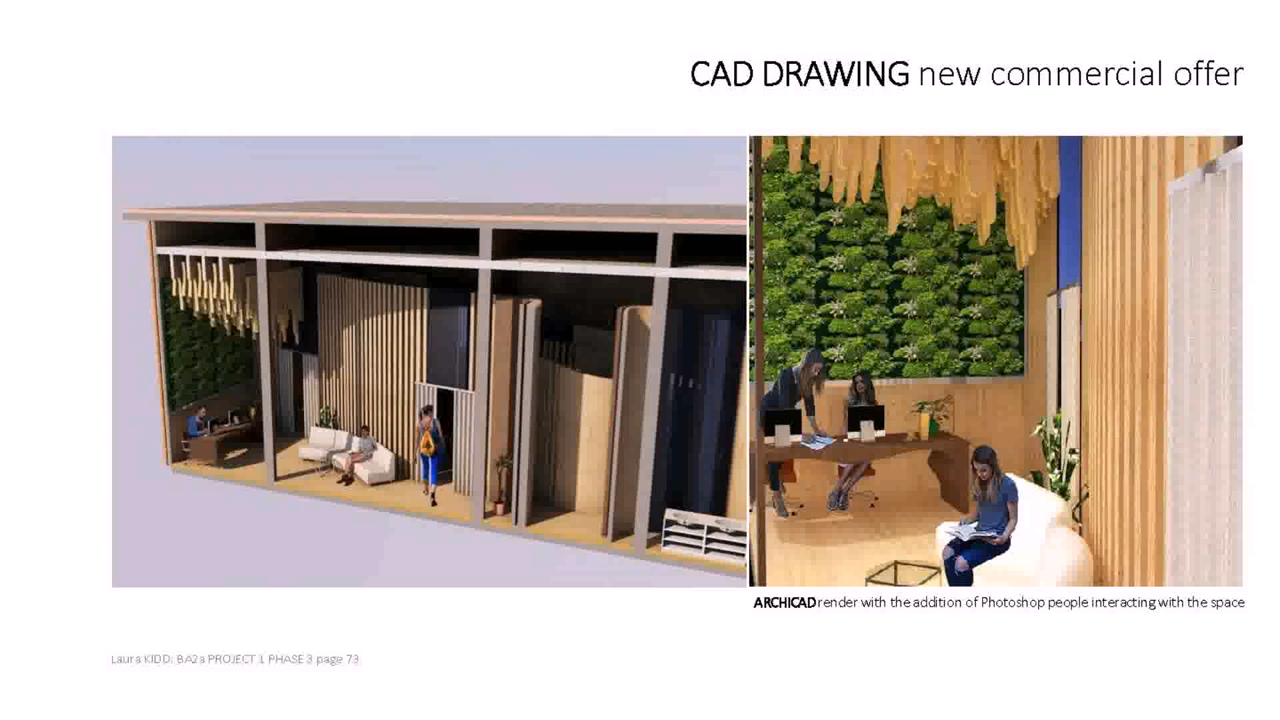 CAD DRAWING new commercial offer
ARCHICAD render with the addition of Photoshop people interacting with the space
Laura KIDD: BA2a PROJECT 1 PHASE 3 page 73